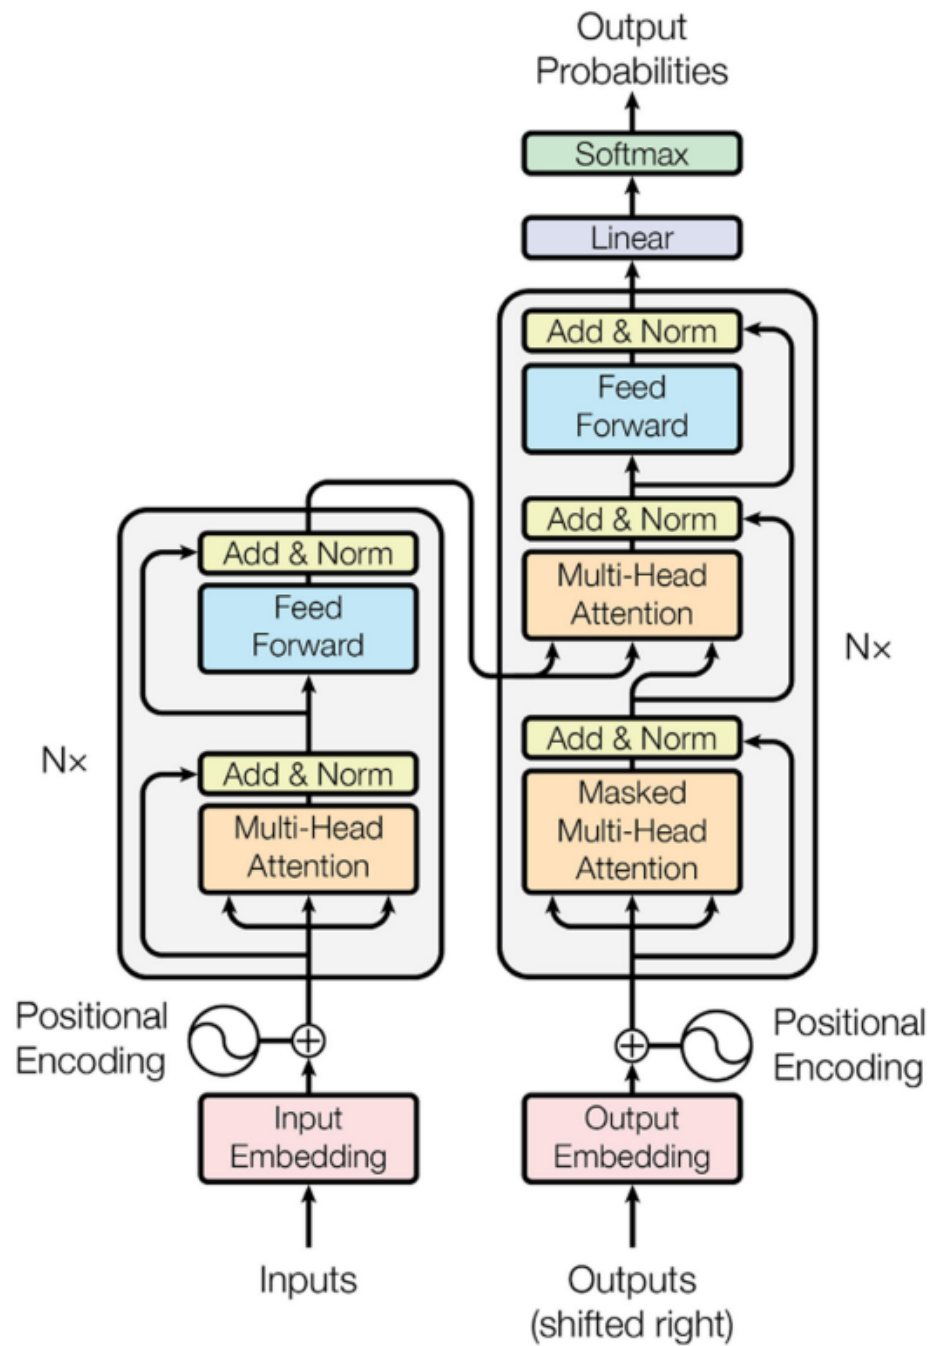 Output
Probabilities
Softmax
Linear
Add & Norm
Feed
Forward
Add & Norm
Multi-Head
Attention
N×
Add & Norm
Masked
Multi-Head
Attention
Add & Norm
Feed
Forward
N×
Add & Norm
Multi-Head
Attention
Positional
Encoding
Positional
Encoding
Input
Embedding
Output
Embedding
Inputs
Outputs
(shifted right)